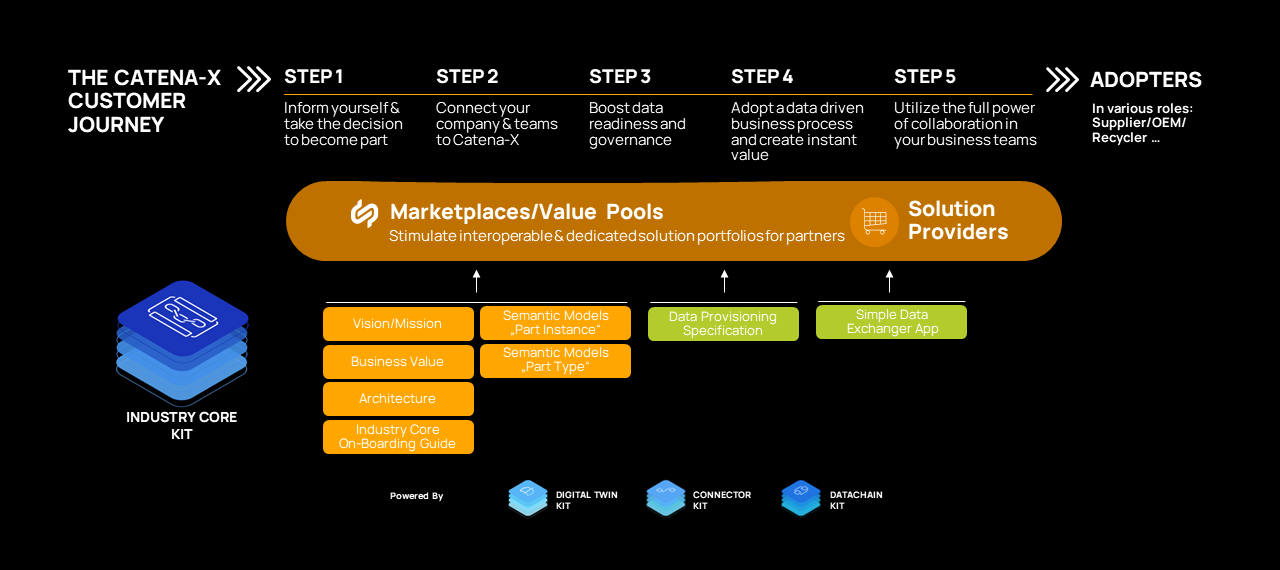 THE CATENA-X
CUSTOMER
JOURNEY
STEP 1
Inform yourself &
take the decision
to become part
STEP 2
Connect your
company & teams
to Catena-X
STEP 3
Boost data
readiness and
governance
STEP 4
Adopt a data driven
business process
and create instant
value
STEP 5
Utilize the full power
of collaboration in
your business teams
ADOPTERS
In various roles:
Supplier/OEM/
Recycler ...
Marketplaces/Value Pools
Stimulate interoperable & dedicated solution portfolios for partners
Solution
Providers
INDUSTRY CORE
KIT
Vision/Mission
Business Value
Architecture
Industry Core
On-Boarding Guide
Semantic Models
„Part Instance“
Semantic Models
„Part Type“
Data Provisioning
Specification
Simple Data
Exchanger App
Powered By
DIGITAL TWIN
KIT
CONNECTOR
KIT
DATACHAIN
KIT